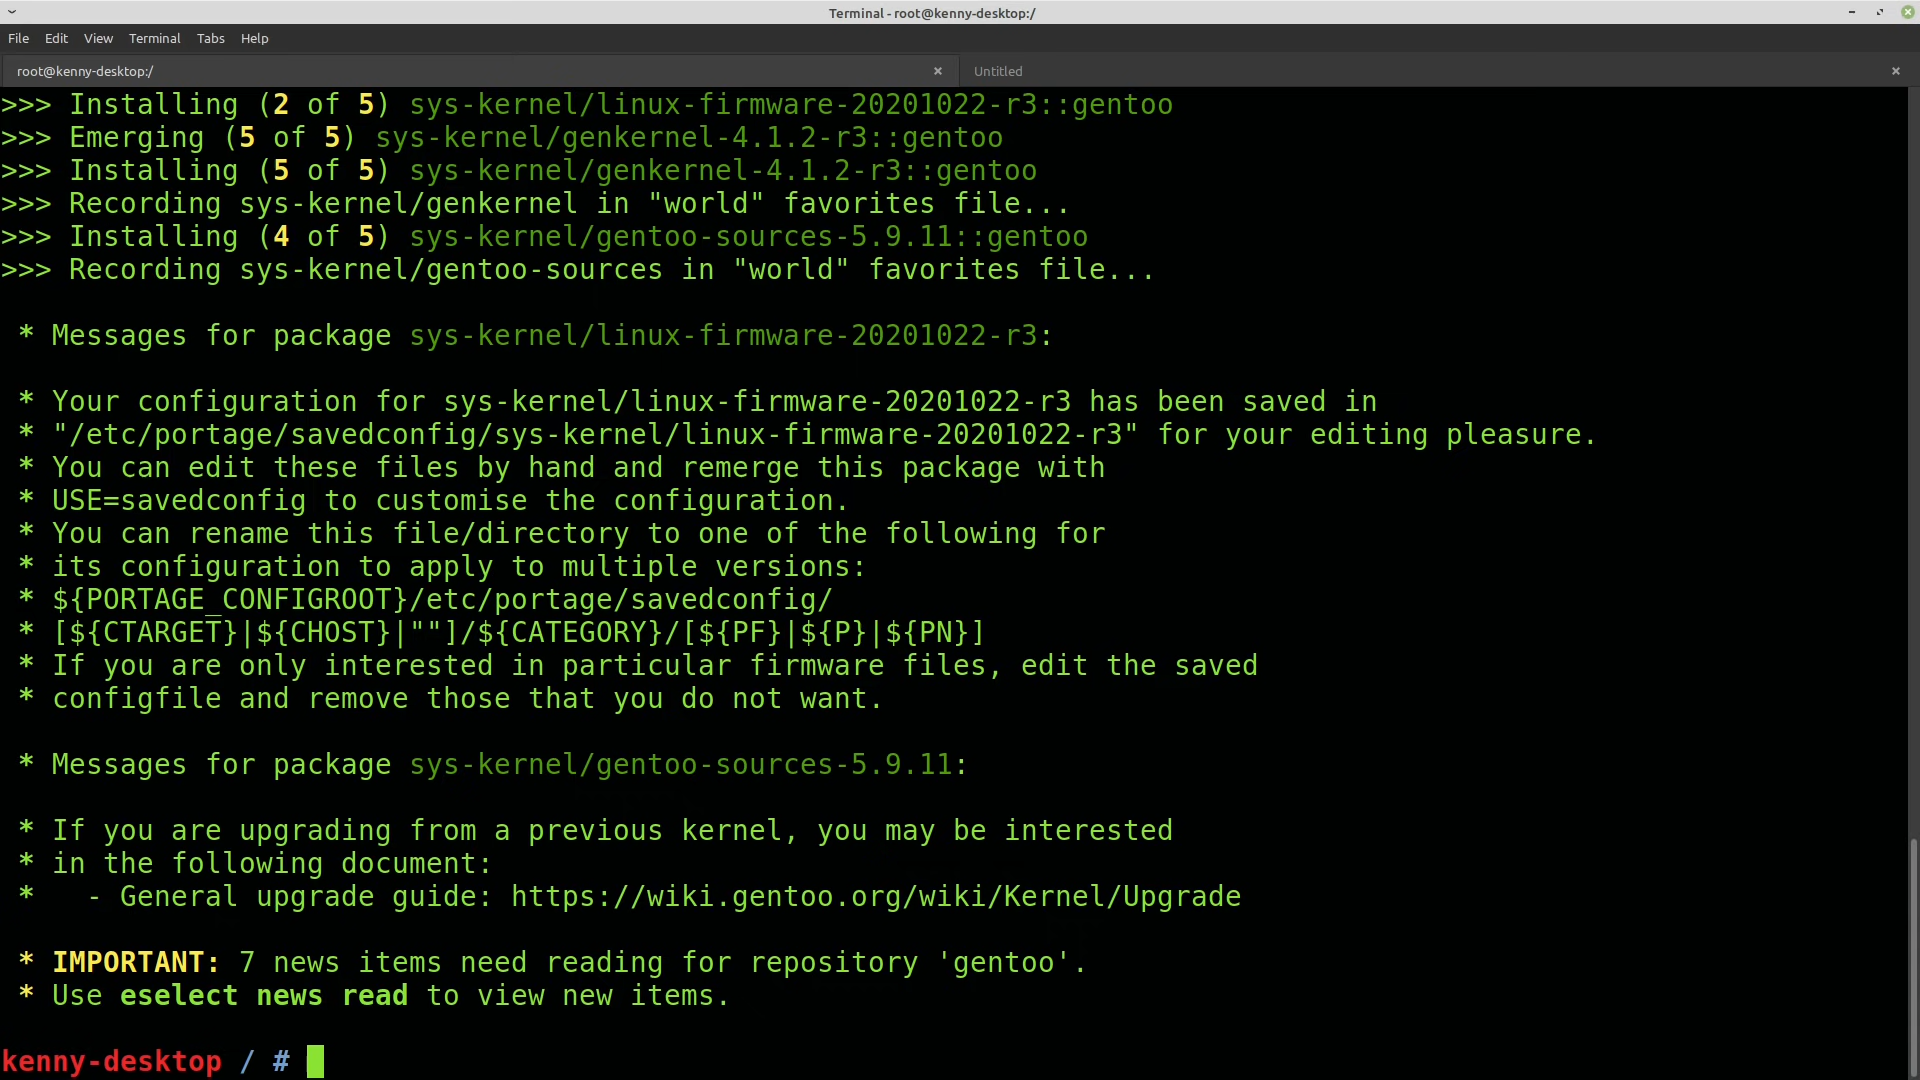 Terminal - root@kenny-desktop:/
File Edit View Terminal Tabs Help
root@kenny-desktop:/ Untitled
>>> Installing (2 of 5) sys-kernel/linux-firmware-20201022-r3::gentoo
>>> Emerging (5 of 5) sys-kernel/genkernel-4.1.2-r3::gentoo
>>> Installing (5 of 5) sys-kernel/genkernel-4.1.2-r3::gentoo
>>> Recording sys-kernel/genkernel in "world" favorites file...
>>> Installing (4 of 5) sys-kernel/gentoo-sources-5.9.11::gentoo
>>> Recording sys-kernel/gentoo-sources in "world" favorites file...
* Messages for package sys-kernel/linux-firmware-20201022-r3:
* Your configuration for sys-kernel/linux-firmware-20201022-r3 has been saved in
* "/etc/portage/savedconfig/sys-kernel/linux-firmware-20201022-r3" for your editing pleasure.
* You can edit these files by hand and remerge this package with
* USE=savedconfig to customise the configuration.
* You can rename this file/directory to one of the following for
* its configuration to apply to multiple versions:
* ${PORTAGE_CONFIGROOT}/etc/portage/savedconfig/
* [${CTARGET}|${CHOST}|""]/${CATEGORY}/[${PF}|${P}|${PN}]
* If you are only interested in particular firmware files, edit the saved
* configfile and remove those that you do not want.
* Messages for package sys-kernel/gentoo-sources-5.9.11:
* If you are upgrading from a previous kernel, you may be interested
* in the following document:
*   - General upgrade guide: https://wiki.gentoo.org/wiki/Kernel/Upgrade
* IMPORTANT: 7 news items need reading for repository 'gentoo'.
* Use eselect news read to view new items.
kenny-desktop / #